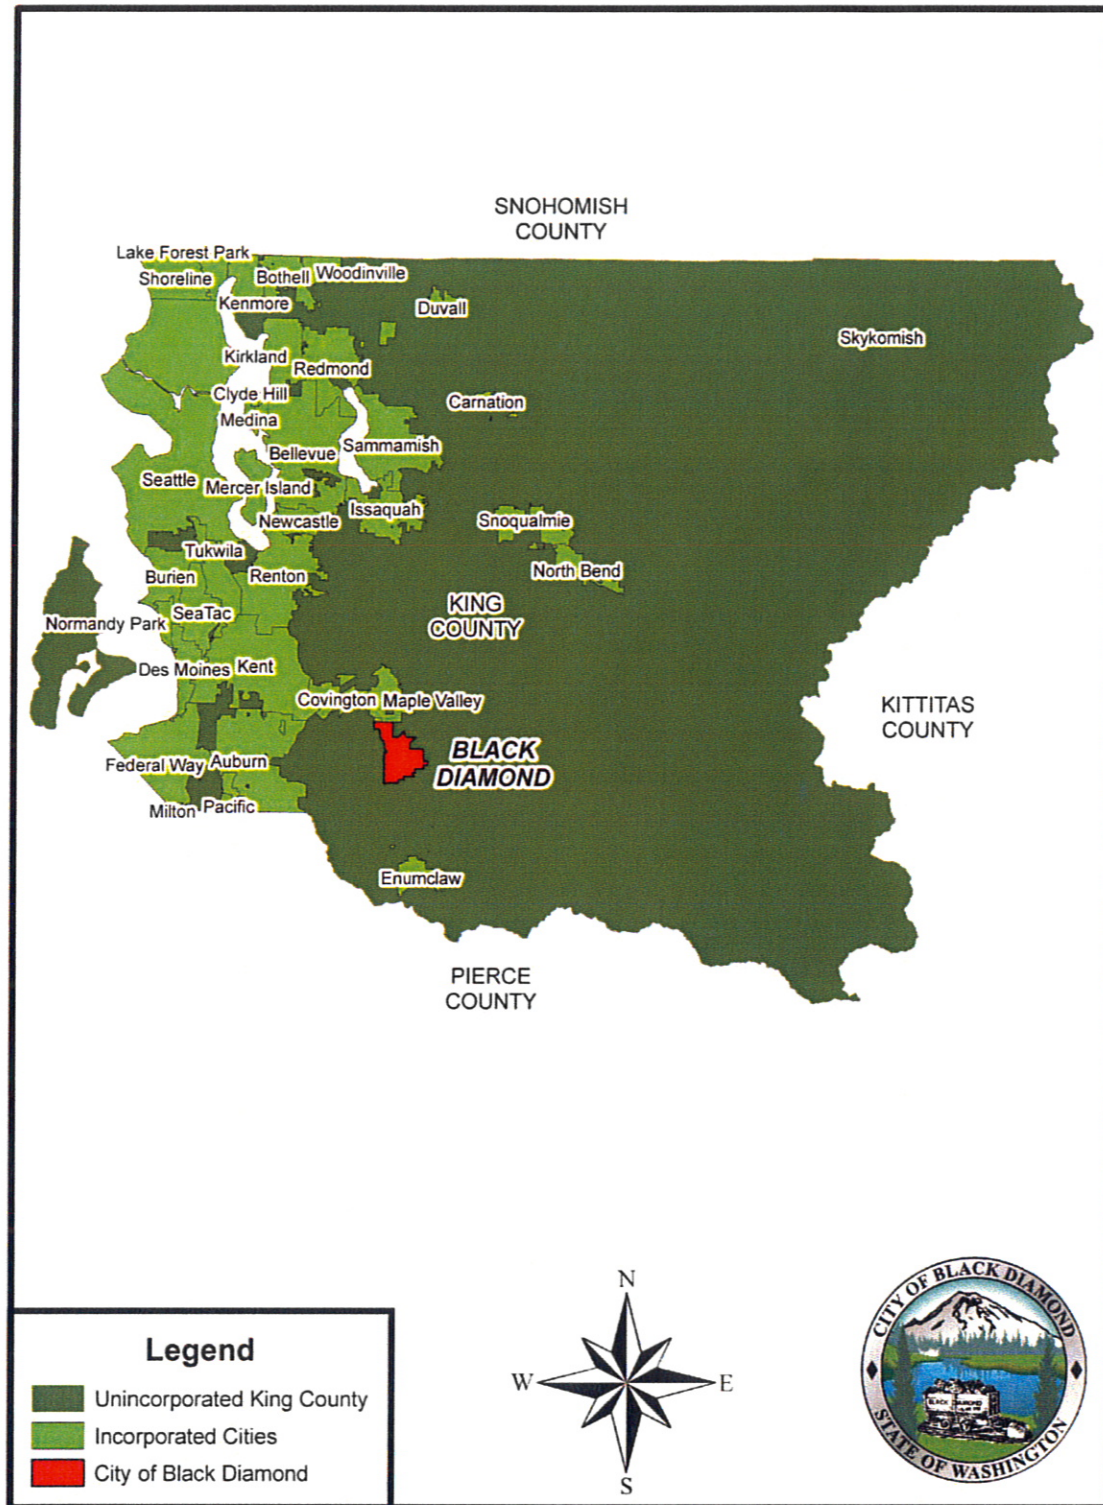 SNOHOMISH
COUNTY
Lake Forest Park
Shoreline
Bothell
Woodinville
Kenmore
Duvall
Skykomish
Kirkland
Redmond
Clyde Hill
Carnation
Medina
Bellevue
Sammamish
Seattle
Mercer Island
Issaquah
Newcastle
Snoqualmie
Tukwila
North Bend
Burien
Renton
KING
COUNTY
SeaTac
Normandy Park
Des Moines
Kent
Covington
Maple Valley
KITTITAS
COUNTY
BLACK
DIAMOND
Federal Way
Auburn
Milton
Pacific
Enumclaw
PIERCE
COUNTY
Legend
Unincorporated King County
Incorporated Cities
City of Black Diamond
N
W
E
S
CITY OF BLACK DIAMOND
BLACK DIAMOND
STATE OF WASHINGTON